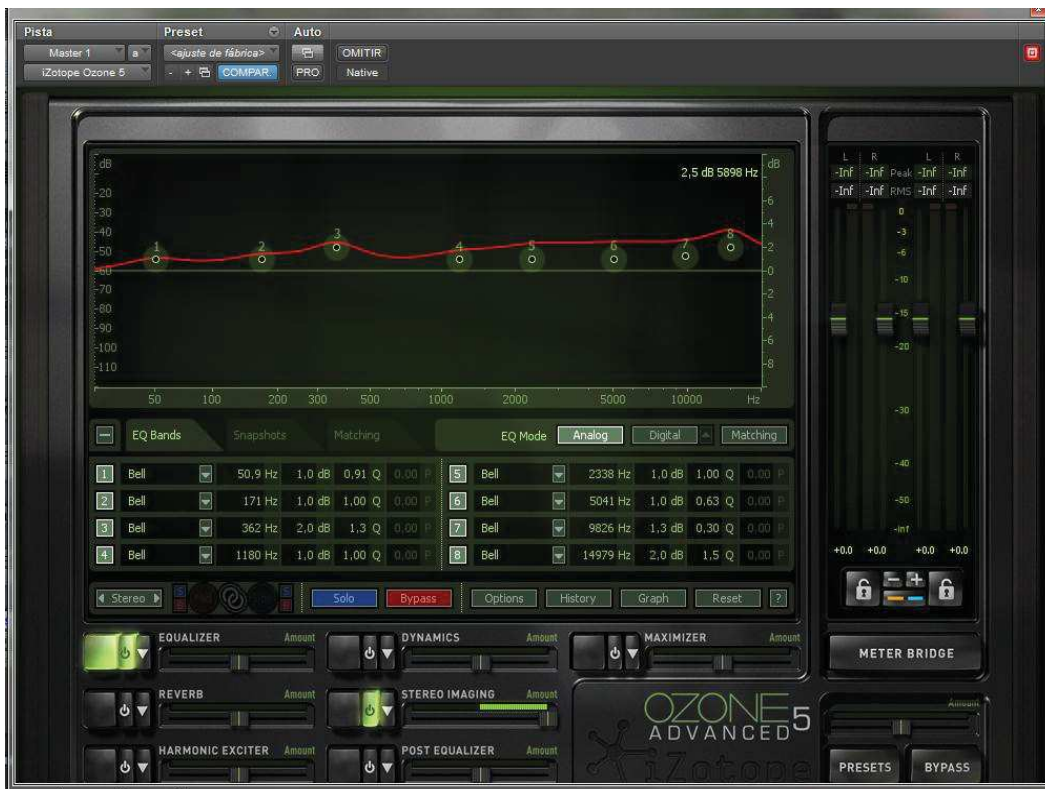 Pista Preset Auto
Master 1 a <ajuste de fábrica> OMITIR
iZotope Ozone 5 - + COMPAR. PRO Native
dB
2,5 dB 5898 Hz
dB
-20
-30
-40
-50
-60
-70
-80
-90
-100
-110
1 2 3 4 5 6 7 8
-6
-4
-2
-0
-2
-4
-6
-8
50 100 200 300 500 1000 2000 5000 10000 Hz
EQ Bands Snapshots Matching EQ Mode Analog Digital Matching
1 Bell 50,9 Hz 1,0 dB 0,91 Q 0,00 P 5 Bell 2338 Hz 1,0 dB 1,00 Q 0,00 P
2 Bell 171 Hz 1,0 dB 1,00 Q 0,00 P 6 Bell 5041 Hz 1,0 dB 0,63 Q 0,00 P
3 Bell 362 Hz 2,0 dB 1,3 Q 0,00 P 7 Bell 9826 Hz 1,3 dB 0,30 Q 0,00 P
4 Bell 1180 Hz 1,0 dB 1,00 Q 0,00 P 8 Bell 14979 Hz 2,0 dB 1,5 Q 0,00 P
Stereo S S Solo Bypass Options History Graph Reset ?
EQUALIZER Amount DYNAMICS Amount MAXIMIZER Amount
REVERB Amount STEREO IMAGING Amount
HARMONIC EXCITER Amount POST EQUALIZER Amount
OZONE 5
ADVANCED
iZotope
L R L R
-Inf -Inf Peak -Inf -Inf
-Inf -Inf RMS -Inf -Inf
0
-3
-6
-10
-15
-20
-30
-40
-50
-Inf
+0.0 +0.0 +0.0 +0.0
METER BRIDGE
Amount
PRESETS BYPASS